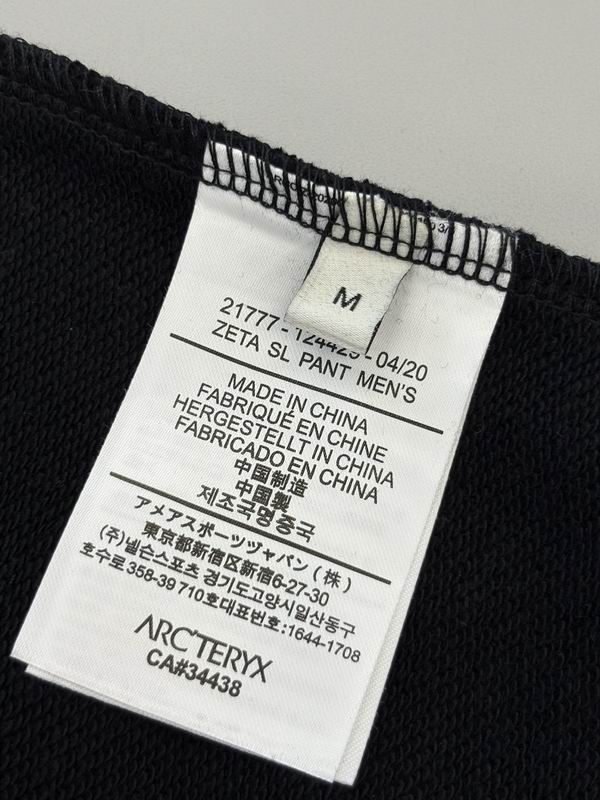 M
21777 - 124429 - 04/20
ZETA SL PANT MEN'S
MADE IN CHINA
FABRIQUÉ EN CHINE
HERGESTELLT IN CHINA
FABRICADO EN CHINA
中国制造
中国製
제조국명 중국
アメアスポーツジャパン (株)
東京都新宿区新宿6-27-30
(주)넬슨스포츠 경기도고양시일산동구
호수로 358-39 710호대표번호:1644-1708
ARC'TERYX
CA#34438